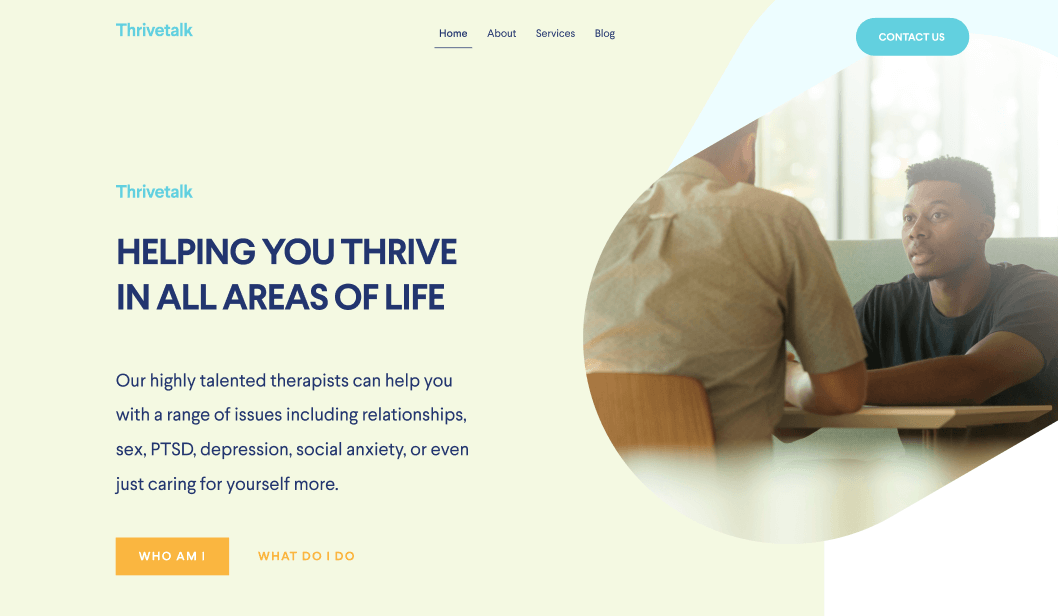 Thrivetalk
Home About Services Blog
CONTACT US
Thrivetalk
HELPING YOU THRIVE
IN ALL AREAS OF LIFE
Our highly talented therapists can help you
with a range of issues including relationships,
sex, PTSD, depression, social anxiety, or even
just caring for yourself more.
WHO AM I
WHAT DO I DO